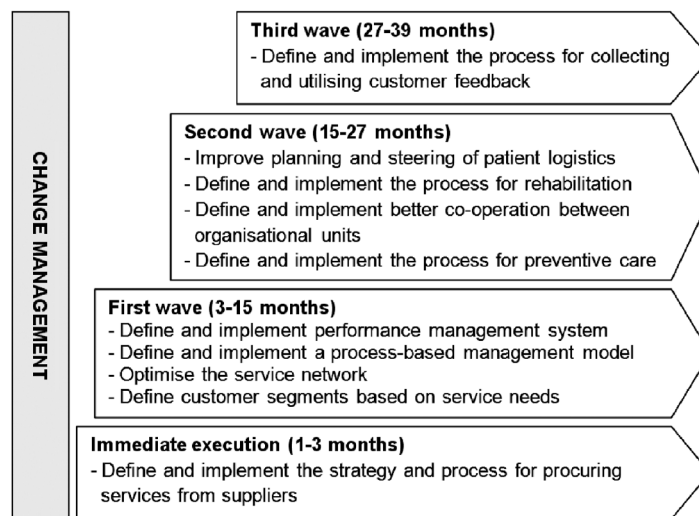 CHANGE MANAGEMENT
Third wave (27-39 months)
- Define and implement the process for collecting
and utilising customer feedback
Second wave (15-27 months)
- Improve planning and steering of patient logistics
- Define and implement the process for rehabilitation
- Define and implement better co-operation between
organisational units
- Define and implement the process for preventive care
First wave (3-15 months)
- Define and implement performance management system
- Define and implement a process-based management model
- Optimise the service network
- Define customer segments based on service needs
Immediate execution (1-3 months)
- Define and implement the strategy and process for procuring
services from suppliers